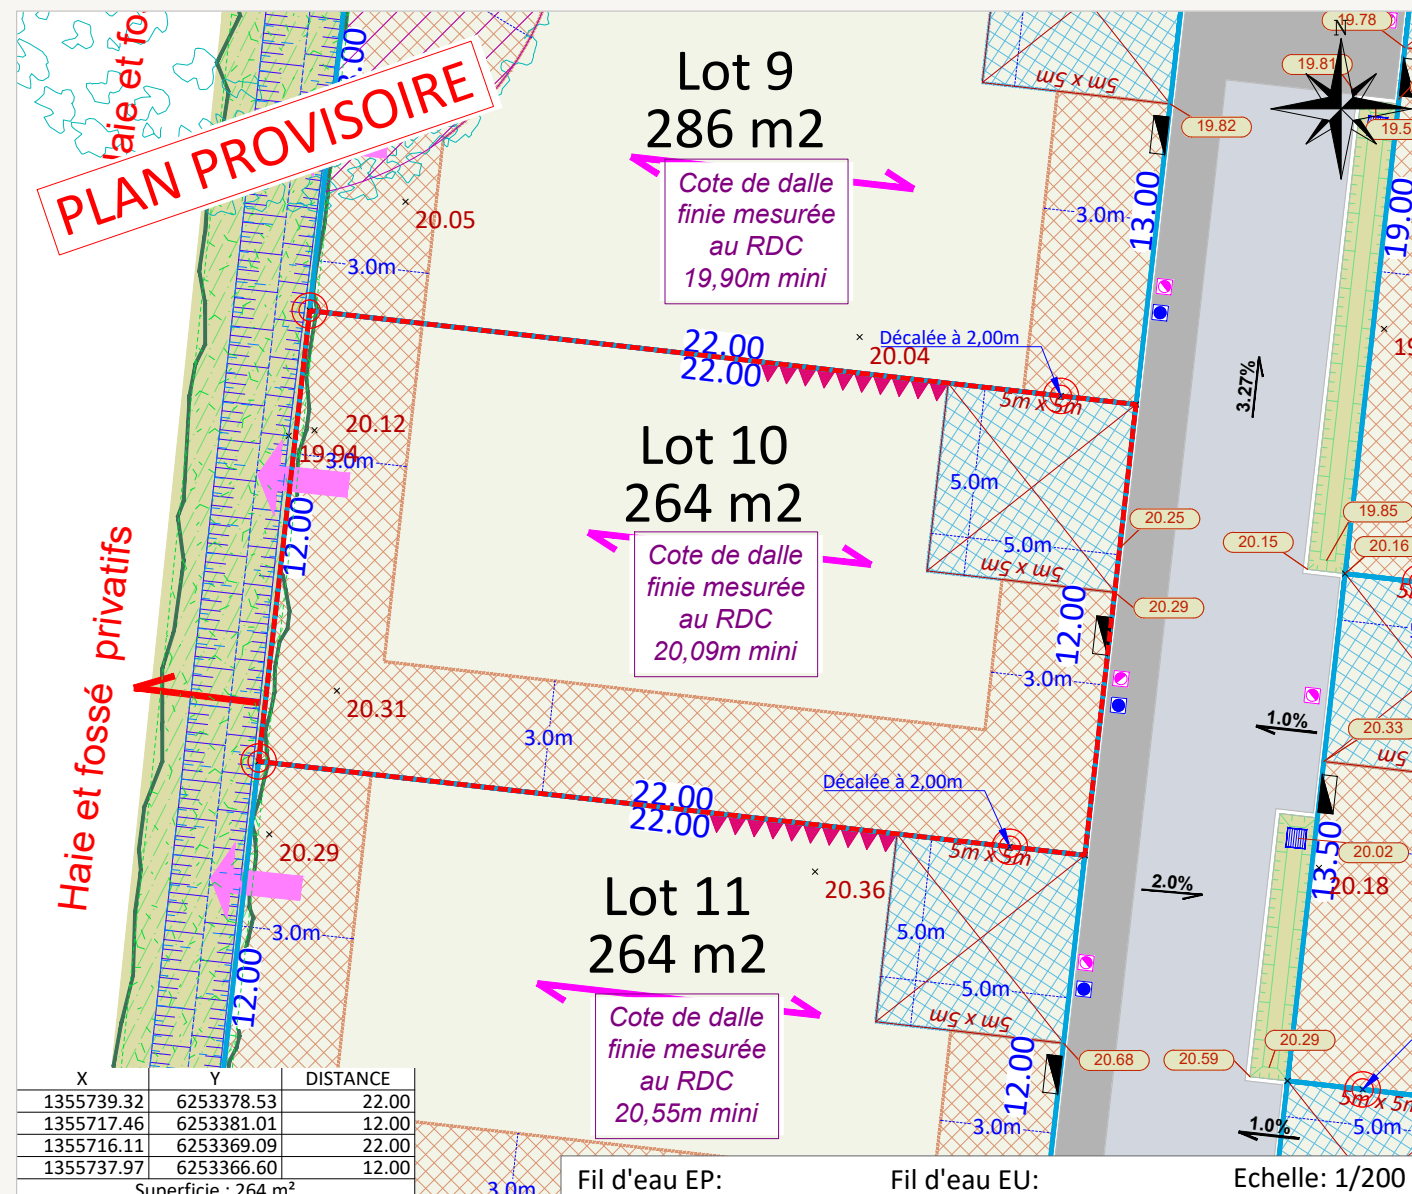 Haie et fo
PLAN PROVISOIRE
Lot 9
286 m2
Cote de dalle
finie mesurée
au RDC
19,90m mini
5m x 5m
19.78
N
19.81
19.82
19.5
13.00
19.00
3.0m
20.05
3.0m
22.00
22.00
Décalée à 2,00m
20.04
5m x 5m
3.27%
Lot 10
264 m2
Cote de dalle
finie mesurée
au RDC
20,09m mini
20.12
19.94
3.0m
12.00
5.0m
5.0m
5m x 5m
20.25
20.15
19.85
20.16
20.29
12.00
3.0m
1.0%
20.33
5m
Haie et fossé privatifs
20.31
3.0m
22.00
22.00
Décalée à 2,00m
5m x 5m
20.29
20.36
2.0%
13.50
20.02
20.18
Lot 11
264 m2
Cote de dalle
finie mesurée
au RDC
20,55m mini
3.0m
12.00
5.0m
5.0m
5m x 5m
20.68
20.59
20.29
12.00
3.0m
1.0%
5m x 5m
5.0m
X Y DISTANCE
1355739.32 6253378.53 22.00
1355717.46 6253381.01 12.00
1355716.11 6253369.09 22.00
1355737.97 6253366.60 12.00
Superficie : 264 m²
3.0m
Fil d'eau EP: Fil d'eau EU: Echelle: 1/200